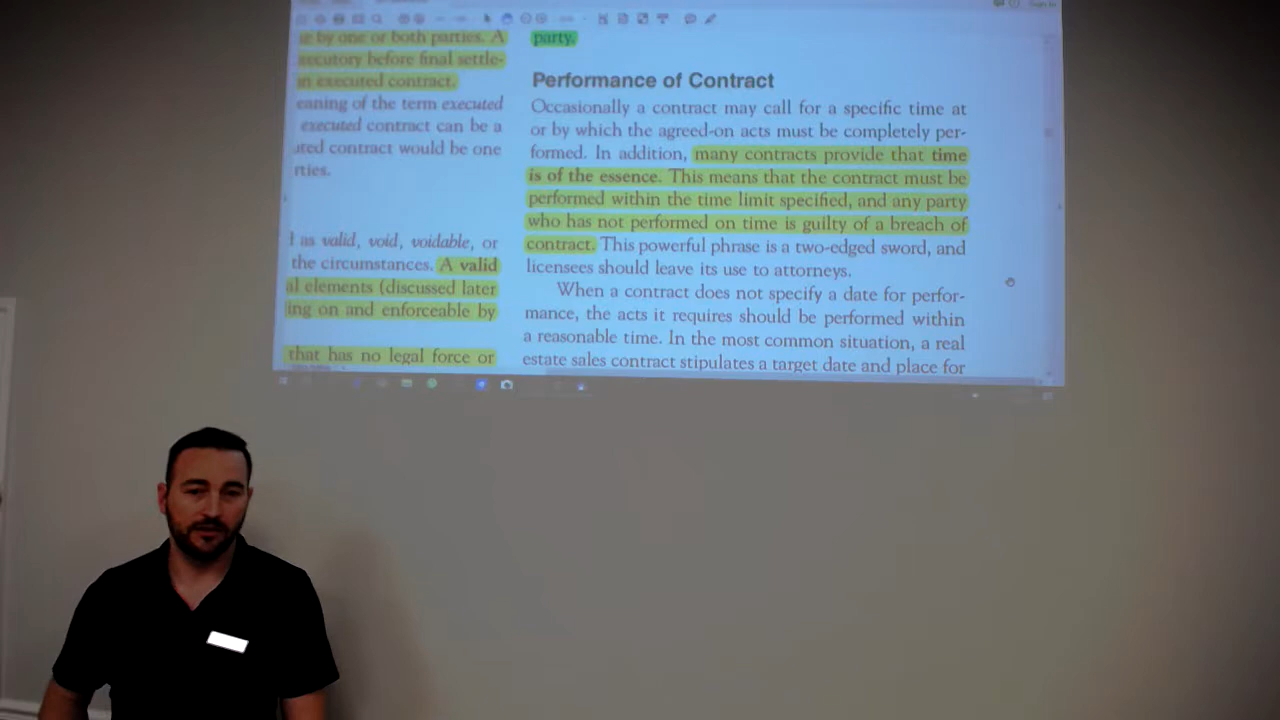 ie by one or both parties. A
ecutory before final settle-
in executed contract.
eaning of the term executed
executed contract can be a
uted contract would be one
rties.
l as valid, void, voidable, or
the circumstances. A valid
al elements (discussed later
ing on and enforceable by
that has no legal force or
party.
Performance of Contract
Occasionally a contract may call for a specific time at
or by which the agreed-on acts must be completely per-
formed. In addition, many contracts provide that time
is of the essence. This means that the contract must be
performed within the time limit specified, and any party
who has not performed on time is guilty of a breach of
contract. This powerful phrase is a two-edged sword, and
licensees should leave its use to attorneys.
When a contract does not specify a date for perfor-
mance, the acts it requires should be performed within
a reasonable time. In the most common situation, a real
estate sales contract stipulates a target date and place for